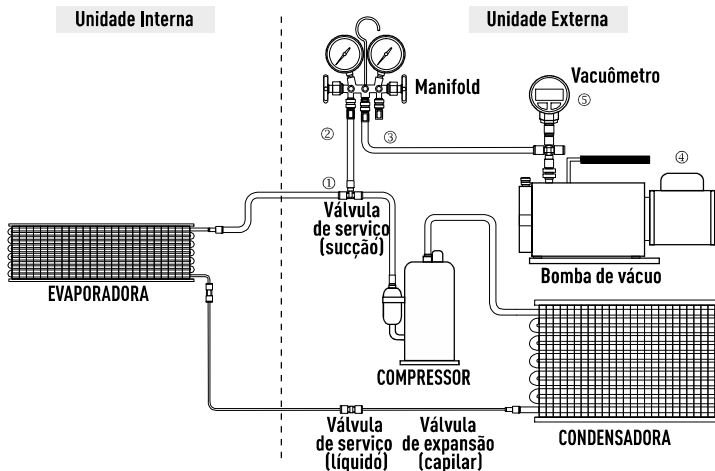 Unidade Interna
Unidade Externa
Manifold
Vacuômetro
⑤
②
③
④
①
Válvula
de serviço
(sucção)
Bomba de vácuo
EVAPORADORA
COMPRESSOR
Válvula
de serviço
(líquido)
Válvula
de expansão
(capilar)
CONDENSADORA